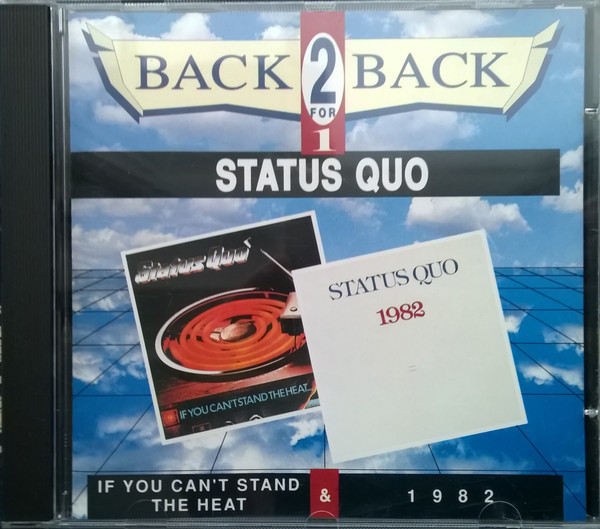 BACK 2 BACK
FOR
1
STATUS QUO
Status Quo
IF YOU CAN'T STAND THE HEAT...
STATUS QUO
1982
IF YOU CAN'T STAND
THE HEAT
&
1982